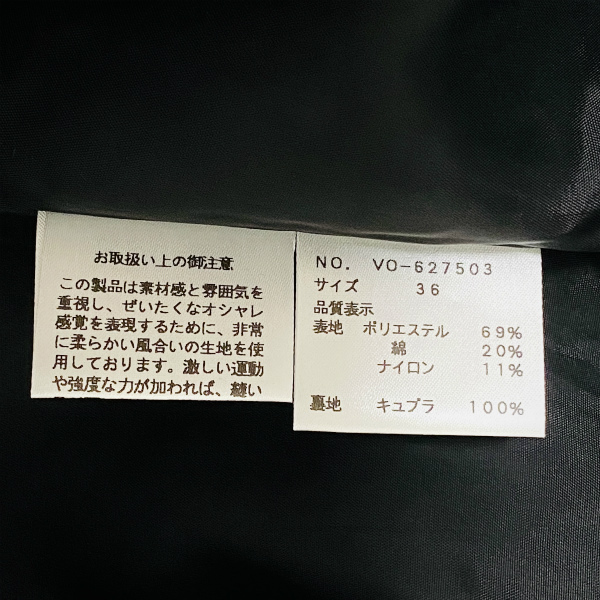 お取扱い上の御注意
この製品は素材感と雰囲気を
重視し、ぜいたくなオシャレ
感覚を表現するために、非常
に柔らかい風合いの生地を使
用しております。激しい運動
や強度な力が加われば、縫い
NO. VO-627503
サイズ 36
品質表示
表地 ポリエステル 69%
綿 20%
ナイロン 11%
裏地 キュプラ 100%